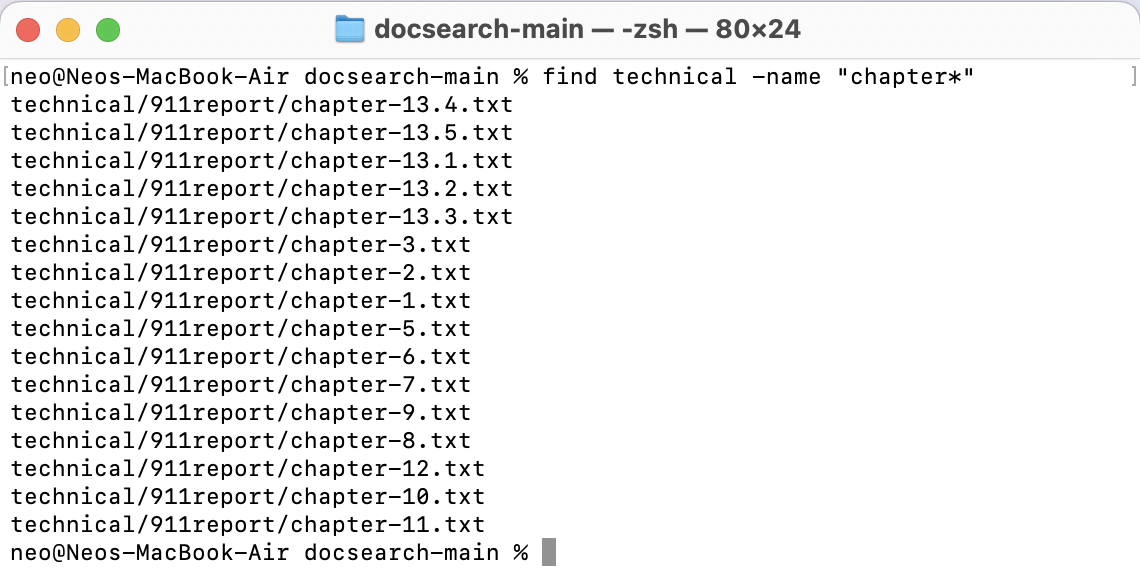 docsearch-main — -zsh — 80×24
[neo@Neos-MacBook-Air docsearch-main % find technical -name "chapter*" ]
technical/911report/chapter-13.4.txt
technical/911report/chapter-13.5.txt
technical/911report/chapter-13.1.txt
technical/911report/chapter-13.2.txt
technical/911report/chapter-13.3.txt
technical/911report/chapter-3.txt
technical/911report/chapter-2.txt
technical/911report/chapter-1.txt
technical/911report/chapter-5.txt
technical/911report/chapter-6.txt
technical/911report/chapter-7.txt
technical/911report/chapter-9.txt
technical/911report/chapter-8.txt
technical/911report/chapter-12.txt
technical/911report/chapter-10.txt
technical/911report/chapter-11.txt
neo@Neos-MacBook-Air docsearch-main %